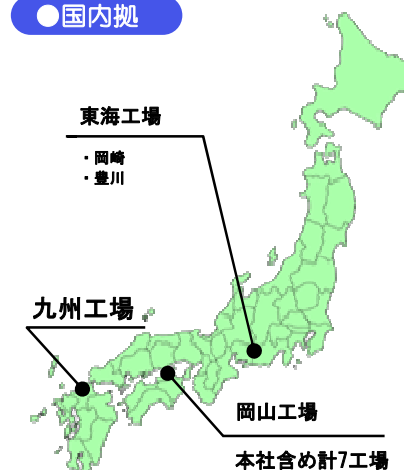 ●国内拠
東海工場
・岡崎
・豊川
九州工場
岡山工場
本社含め計7工場